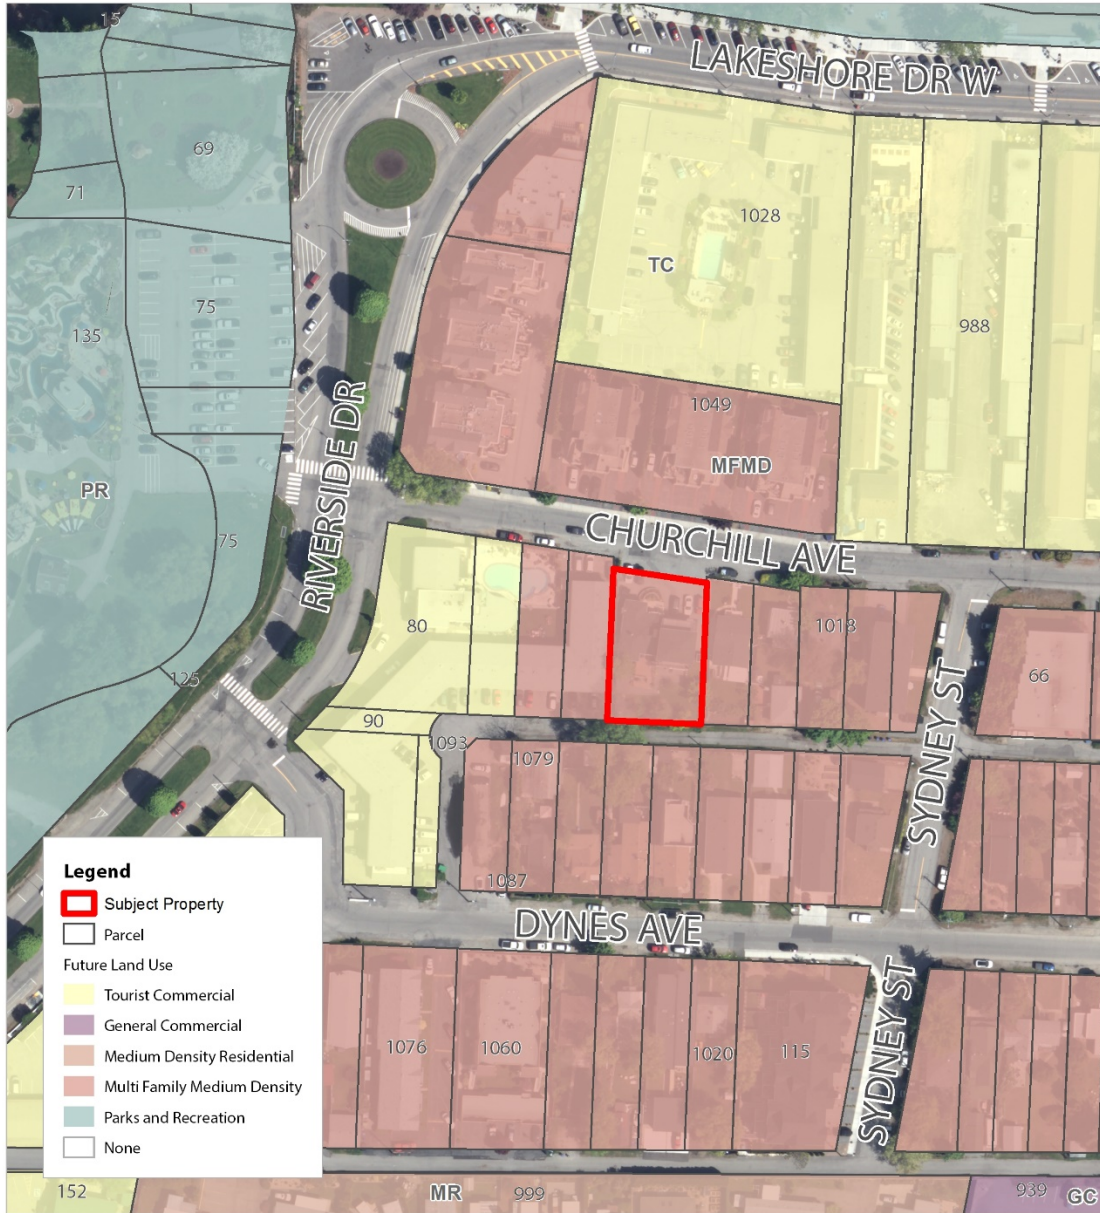 15
LAKESHORE DR W
69
71
1028
TC
75
135
988
RIVERSIDE DR
1049
MFMD
PR
75
CHURCHILL AVE
80
1018
66
125
SYDNEY ST
90
1093
1079
1087
DYNES AVE
Legend
Subject Property
Parcel
Future Land Use
Tourist Commercial
General Commercial
Medium Density Residential
Multi Family Medium Density
Parks and Recreation
None
1076
1060
1020
115
SYDNEY ST
152
MR
999
939
GC